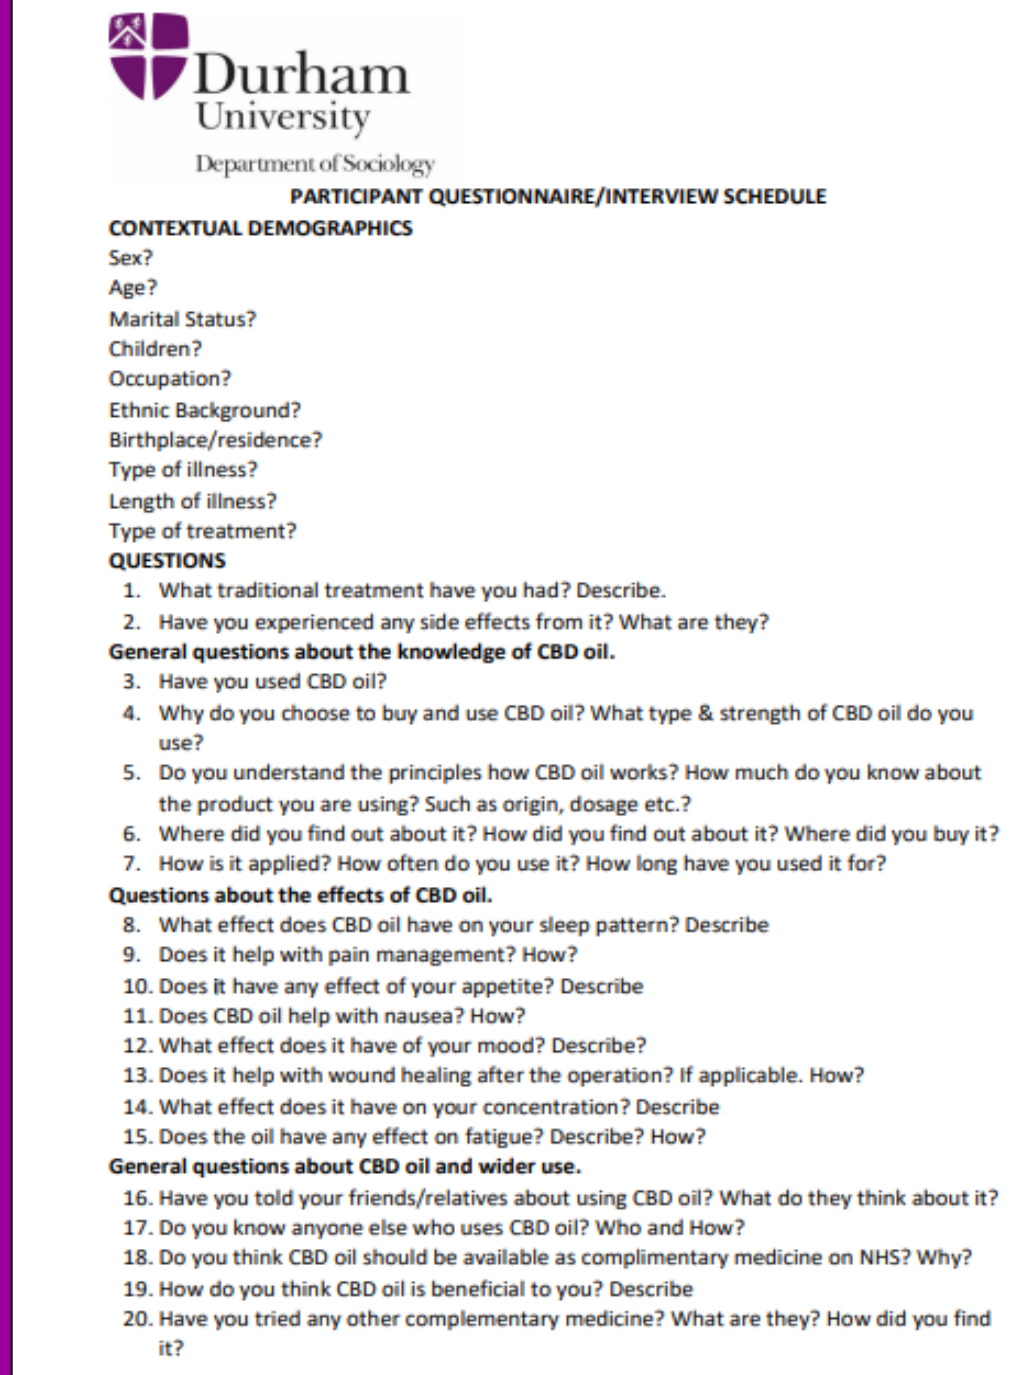 Durham
University
Department of Sociology
PARTICIPANT QUESTIONNAIRE/INTERVIEW SCHEDULE
CONTEXTUAL DEMOGRAPHICS
Sex?
Age?
Marital Status?
Children?
Occupation?
Ethnic Background?
Birthplace/residence?
Type of illness?
Length of illness?
Type of treatment?
QUESTIONS
1. What traditional treatment have you had? Describe.
2. Have you experienced any side effects from it? What are they?
General questions about the knowledge of CBD oil.
3. Have you used CBD oil?
4. Why do you choose to buy and use CBD oil? What type & strength of CBD oil do you
use?
5. Do you understand the principles how CBD oil works? How much do you know about
the product you are using? Such as origin, dosage etc.?
6. Where did you find out about it? How did you find out about it? Where did you buy it?
7. How is it applied? How often do you use it? How long have you used it for?
Questions about the effects of CBD oil.
8. What effect does CBD oil have on your sleep pattern? Describe
9. Does it help with pain management? How?
10. Does it have any effect of your appetite? Describe
11. Does CBD oil help with nausea? How?
12. What effect does it have of your mood? Describe?
13. Does it help with wound healing after the operation? If applicable. How?
14. What effect does it have on your concentration? Describe
15. Does the oil have any effect on fatigue? Describe? How?
General questions about CBD oil and wider use.
16. Have you told your friends/relatives about using CBD oil? What do they think about it?
17. Do you know anyone else who uses CBD oil? Who and How?
18. Do you think CBD oil should be available as complimentary medicine on NHS? Why?
19. How do you think CBD oil is beneficial to you? Describe
20. Have you tried any other complementary medicine? What are they? How did you find
it?